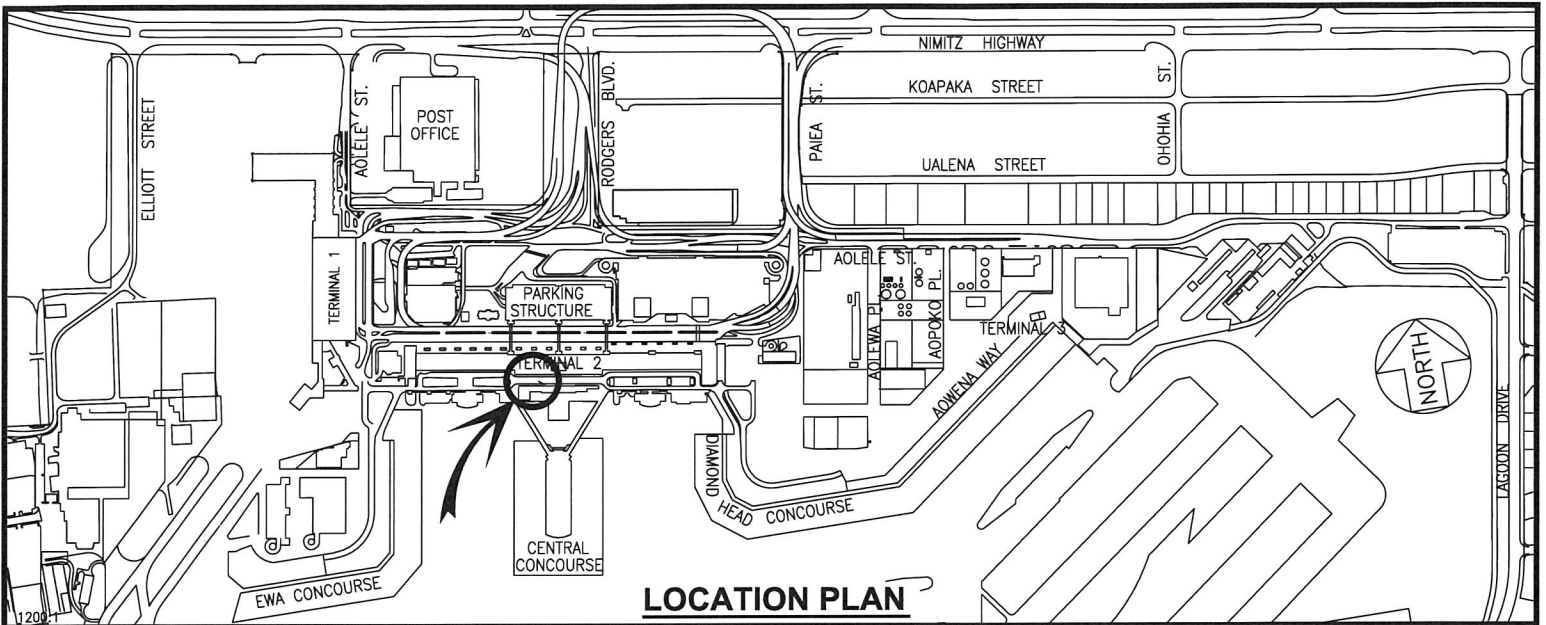 NIMITZ HIGHWAY
KOAPAKA STREET
UALENA STREET
ELLIOTT STREET
AOLELE ST.
POST
OFFICE
RODGERS BLVD.
PAIEA ST.
OHOHIA ST.
TERMINAL 1
PARKING
STRUCTURE
TERMINAL 2
AOLELE ST.
AOLEWA PL.
AOPOKO PL.
TERMINAL 3
AOWENA WAY
NORTH
LAGOON DRIVE
DIAMOND
HEAD CONCOURSE
CENTRAL
CONCOURSE
EWA CONCOURSE
1200:1
LOCATION PLAN